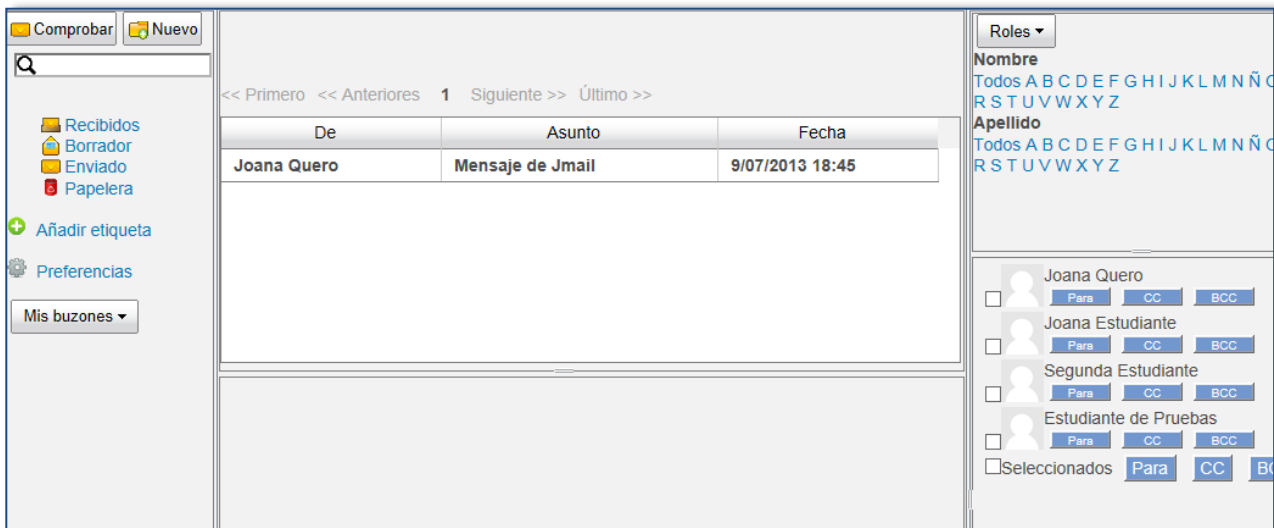 Comprobar Nuevo
Recibidos
Borrador
Enviado
Papelera
Añadir etiqueta
Preferencias
Mis buzones
<< Primero << Anteriores 1 Siguiente >> Último >>
De Asunto Fecha
Joana Quero Mensaje de Jmail 9/07/2013 18:45
Roles
Nombre
Todos A B C D E F G H I J K L M N Ñ
R S T U V W X Y Z
Apellido
Todos A B C D E F G H I J K L M N Ñ
R S T U V W X Y Z
Joana Quero
Para CC BCC
Joana Estudiante
Para CC BCC
Segunda Estudiante
Para CC BCC
Estudiante de Pruebas
Para CC BCC
Seleccionados Para CC